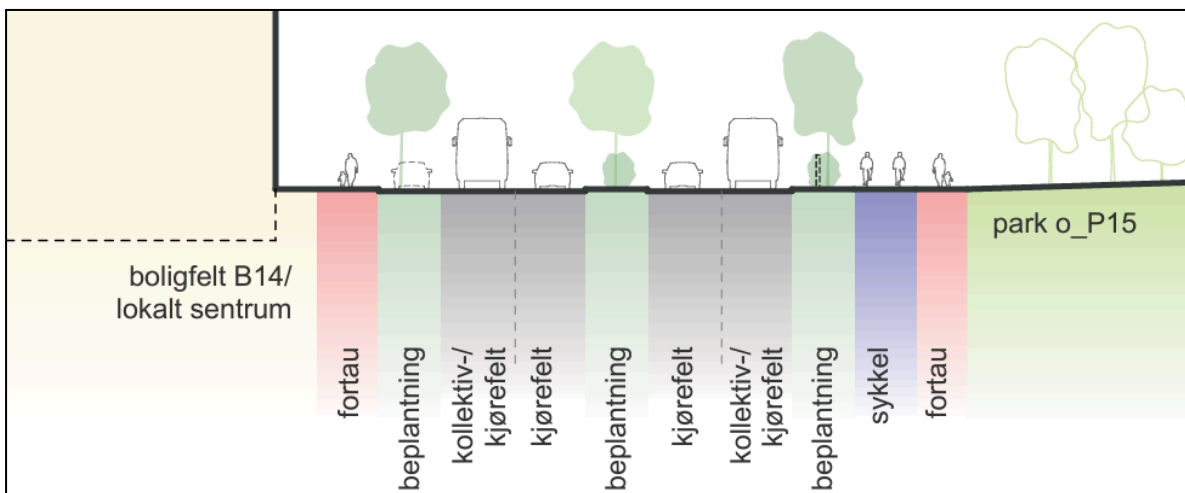 park o_P15
boligfelt B14/
lokalt sentrum
fortau
beplantning
kollektiv-/
kjørefelt
kjørefelt
beplantning
kjørefelt
kollektiv-/
kjørefelt
beplantning
sykkel
fortau